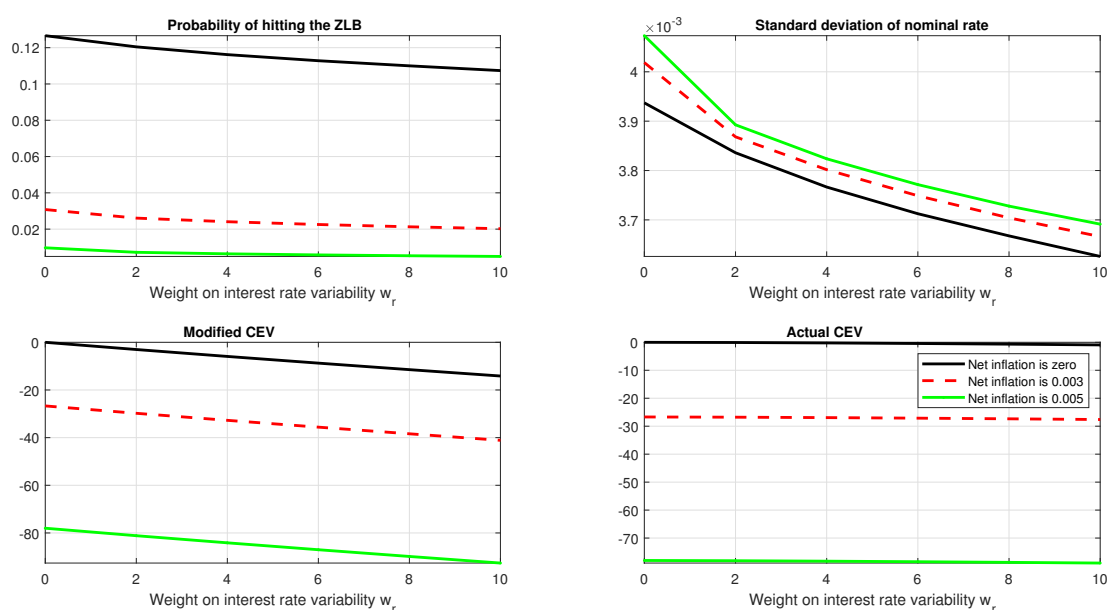 Probability of hitting the ZLB
0.12
0.1
0.08
0.06
0.04
0.02
0 2 4 6 8 10
Weight on interest rate variability w_r
×10^-3 Standard deviation of nominal rate
4
3.9
3.8
3.7
0 2 4 6 8 10
Weight on interest rate variability w_r
Modified CEV
0
-20
-40
-60
-80
0 2 4 6 8 10
Weight on interest rate variability w_r
Actual CEV
0
-10
-20
-30
-40
-50
-60
-70
Net inflation is zero
Net inflation is 0.003
Net inflation is 0.005
0 2 4 6 8 10
Weight on interest rate variability w_r